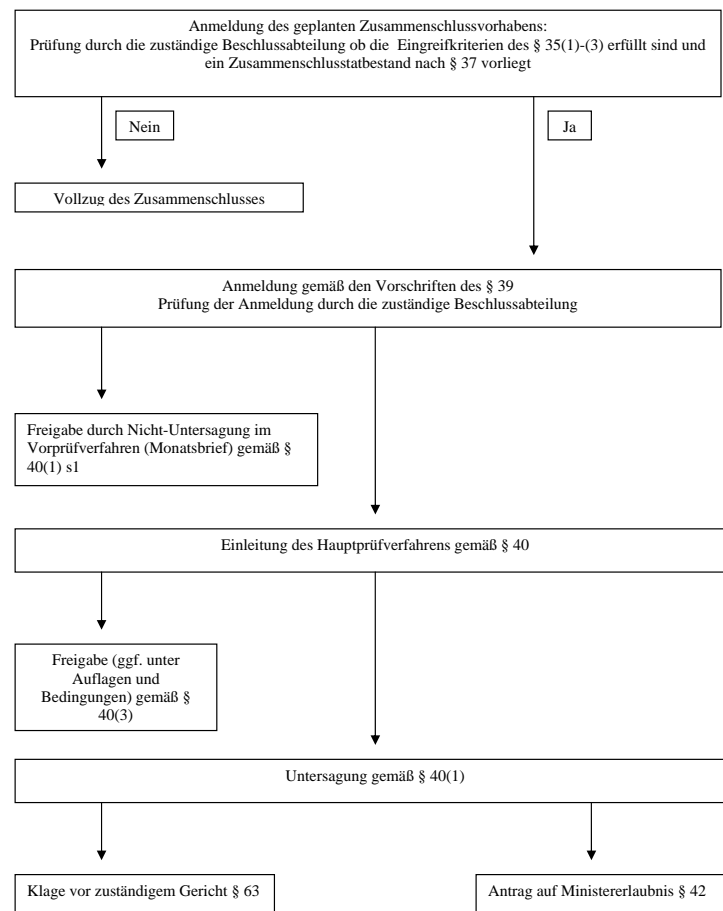 Anmeldung des geplanten Zusammenschlussvorhabens:
Prüfung durch die zuständige Beschlussabteilung ob die Eingreifkriterien des § 35(1)-(3) erfüllt sind und
ein Zusammenschlusstatbestand nach § 37 vorliegt
Nein
Ja
Vollzug des Zusammenschlusses
Anmeldung gemäß den Vorschriften des § 39
Prüfung der Anmeldung durch die zuständige Beschlussabteilung
Freigabe durch Nicht-Untersagung im
Vorprüfverfahren (Monatsbrief) gemäß §
40(1) s1
Einleitung des Hauptprüfverfahrens gemäß § 40
Freigabe (ggf. unter
Auflagen und
Bedingungen) gemäß §
40(3)
Untersagung gemäß § 40(1)
Klage vor zuständigem Gericht § 63
Antrag auf Ministererlaubnis § 42